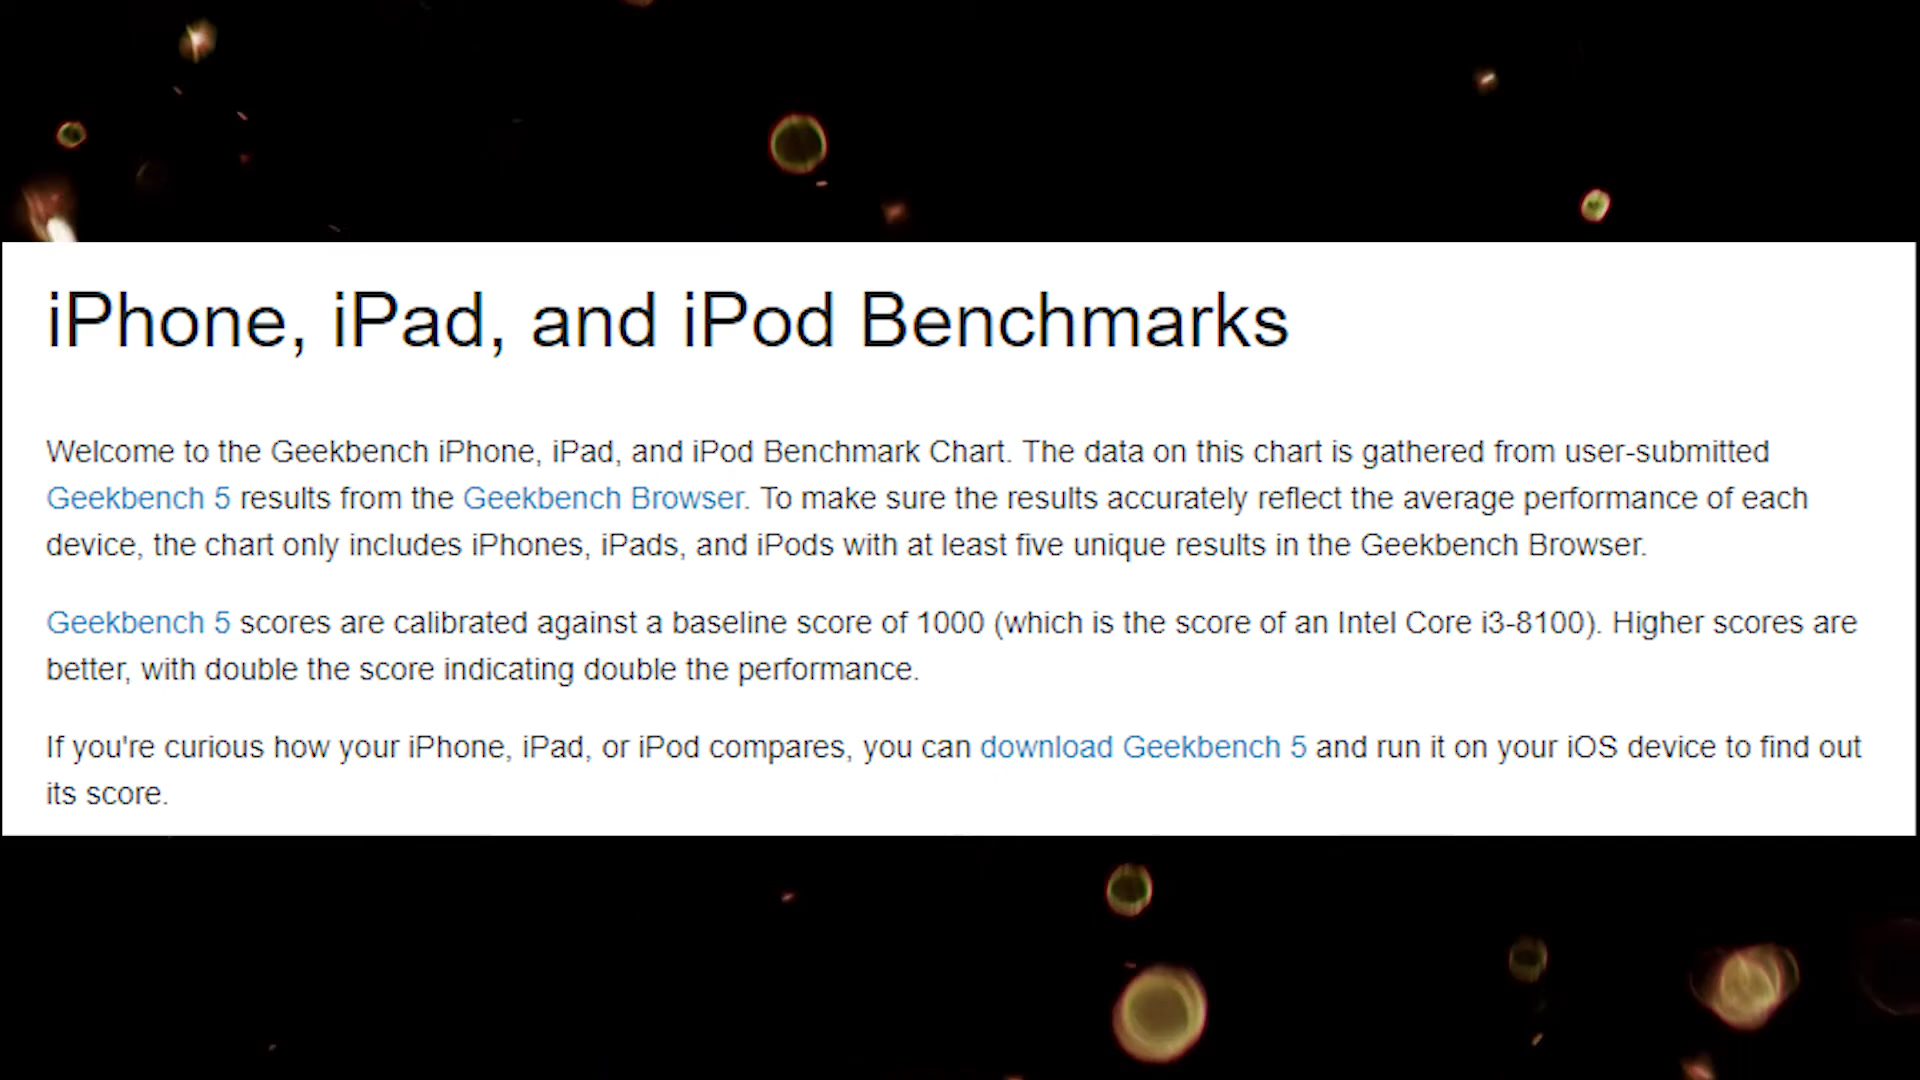 iPhone, iPad, and iPod Benchmarks
Welcome to the Geekbench iPhone, iPad, and iPod Benchmark Chart. The data on this chart is gathered from user-submitted
Geekbench 5 results from the Geekbench Browser. To make sure the results accurately reflect the average performance of each
device, the chart only includes iPhones, iPads, and iPods with at least five unique results in the Geekbench Browser.
Geekbench 5 scores are calibrated against a baseline score of 1000 (which is the score of an Intel Core i3-8100). Higher scores are
better, with double the score indicating double the performance.
If you're curious how your iPhone, iPad, or iPod compares, you can download Geekbench 5 and run it on your iOS device to find out
its score.